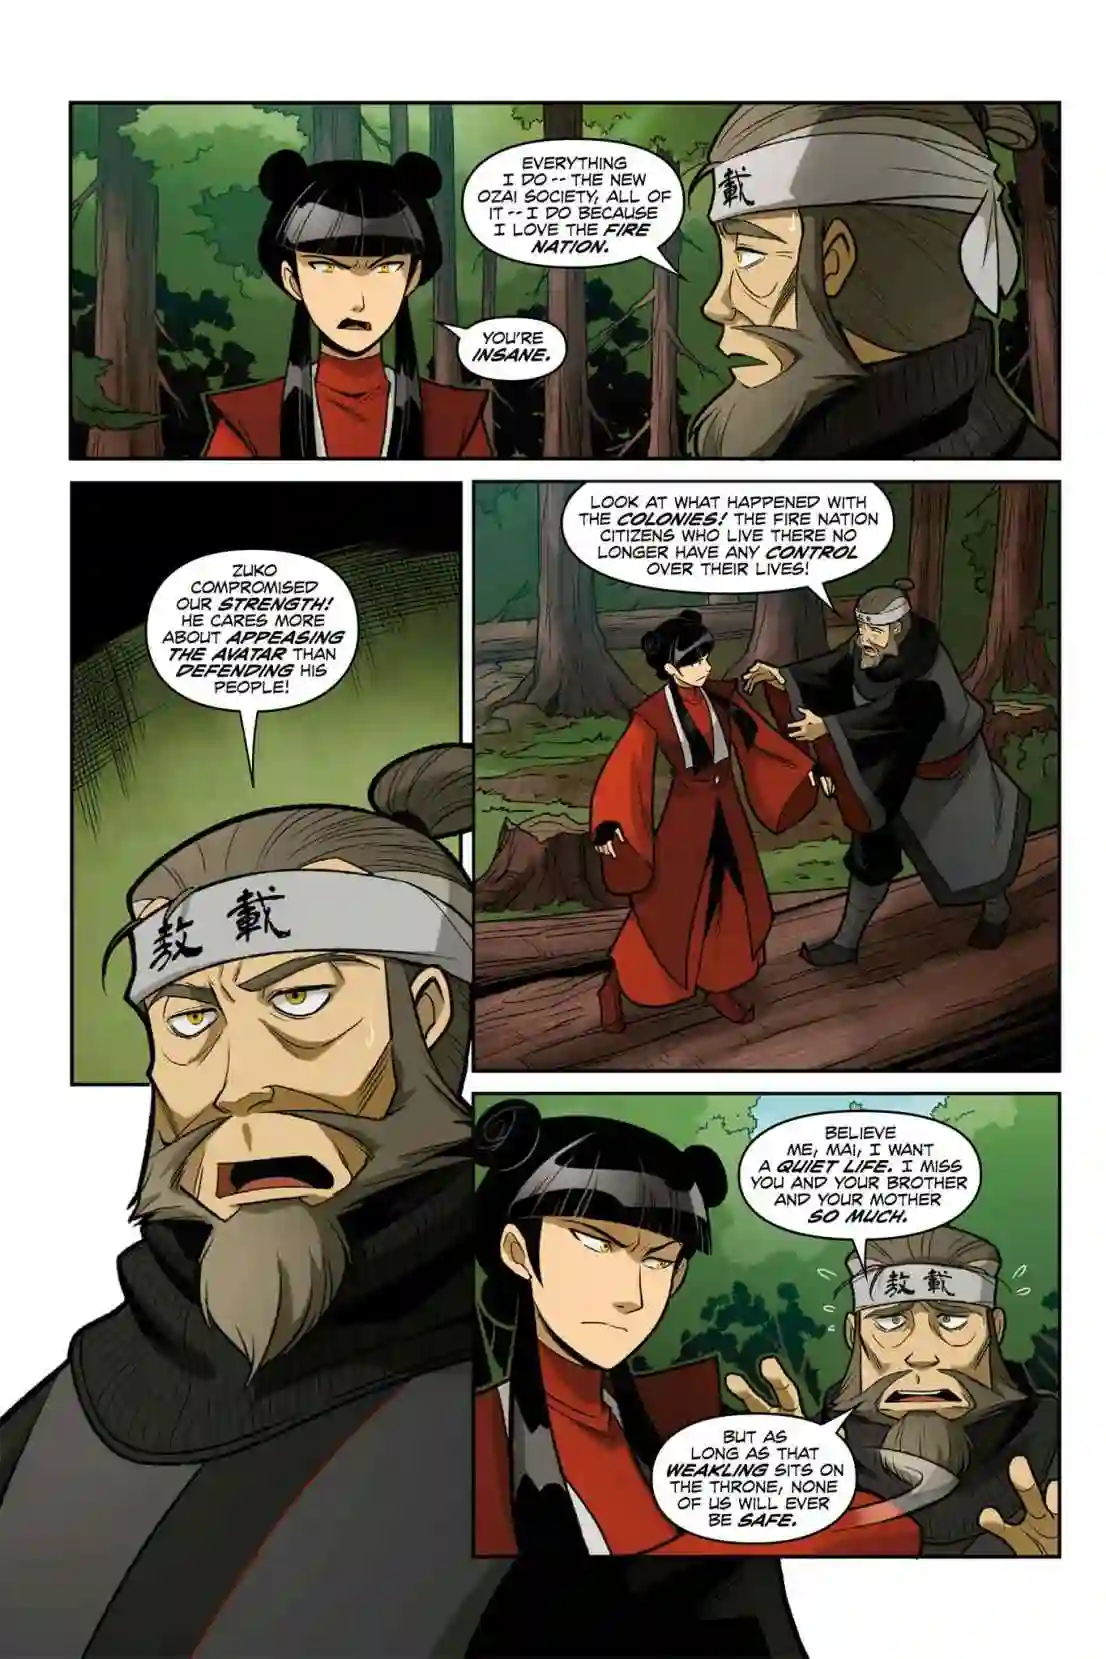 EVERYTHING
I DO -- THE NEW
OZAI SOCIETY, ALL OF
IT -- I DO BECAUSE
I LOVE THE FIRE
NATION.
載
YOU'RE
INSANE.
ZUKO
COMPROMISED
OUR STRENGTH!
HE CARES MORE
ABOUT APPEASING
THE AVATAR THAN
DEFENDING HIS
PEOPLE!
敖載
LOOK AT WHAT HAPPENED WITH
THE COLONIES! THE FIRE NATION
CITIZENS WHO LIVE THERE NO
LONGER HAVE ANY CONTROL
OVER THEIR LIVES!
BELIEVE
ME, MAI, I WANT
A QUIET LIFE. I MISS
YOU AND YOUR BROTHER
AND YOUR MOTHER
SO MUCH.
敖載
BUT AS
LONG AS THAT
WEAKLING SITS ON
THE THRONE, NONE
OF US WILL EVER
BE SAFE.